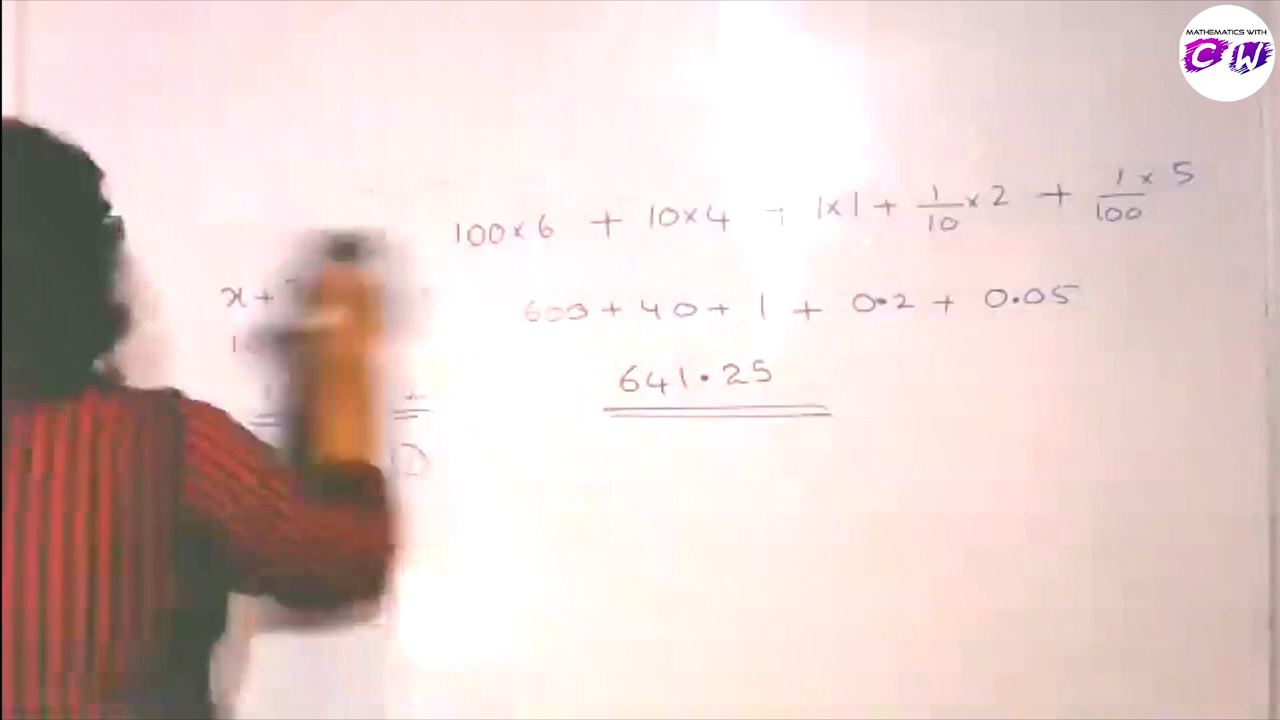 MATHEMATICS WITH
C W
100 × 6 + 10 × 4 + 1 × 1 + 1/10 × 2 + 1/100 × 5
x +
600 + 40 + 1 + 0.2 + 0.05
641.25